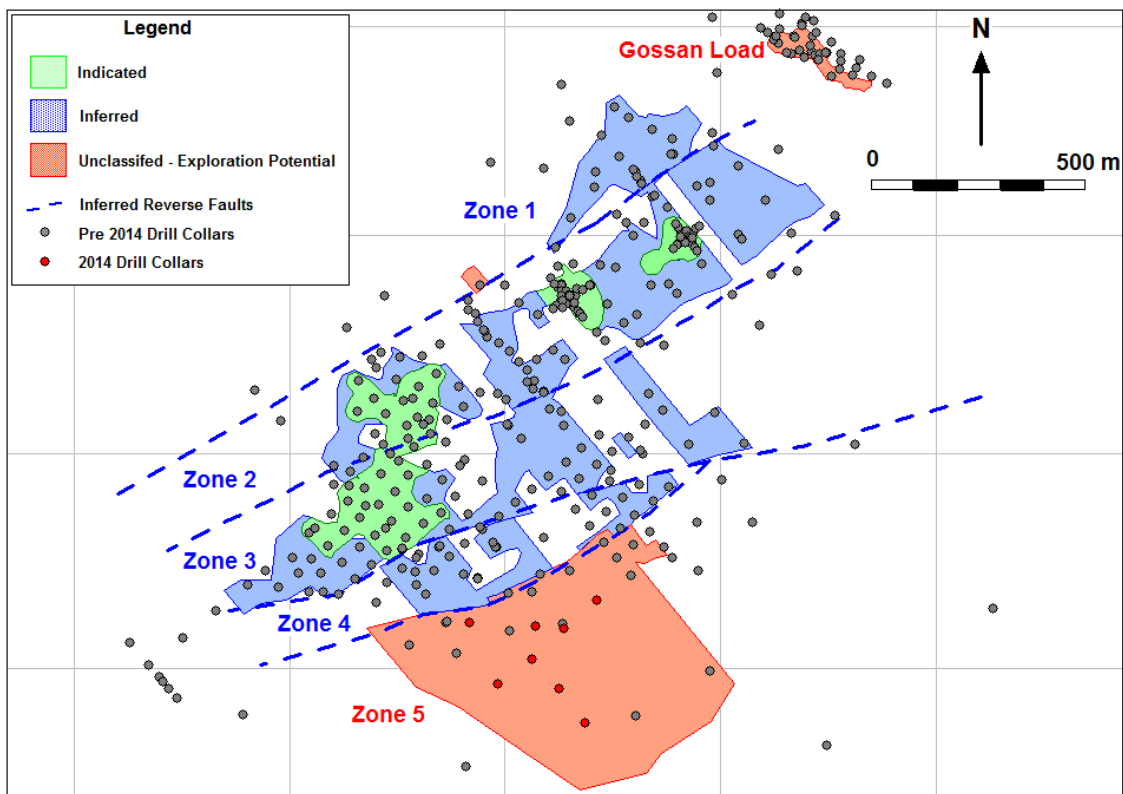 Legend
Indicated
Inferred
Unclassifed - Exploration Potential
Inferred Reverse Faults
Pre 2014 Drill Collars
2014 Drill Collars
Gossan Load
N
0 500 m
Zone 1
Zone 2
Zone 3
Zone 4
Zone 5